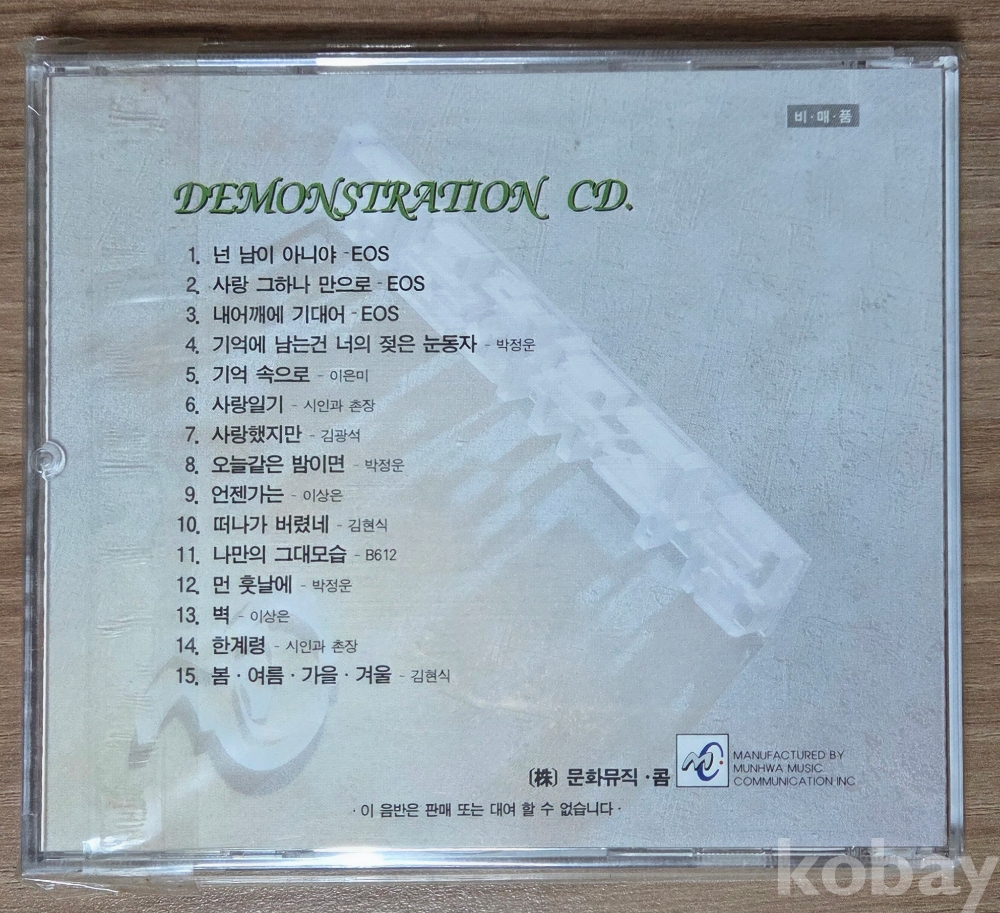 비·매·품
DEMONSTRATION CD.
1. 넌 남이 아니야 - EOS
2. 사랑 그하나 만으로 - EOS
3. 내어깨에 기대어 - EOS
4. 기억에 남는건 너의 젖은 눈동자 - 박정운
5. 기억 속으로 - 이은미
6. 사랑일기 - 시인과 촌장
7. 사랑했지만 - 김광석
8. 오늘같은 밤이면 - 박정운
9. 언젠가는 - 이상은
10. 떠나가 버렸네 - 김현식
11. 나만의 그대모습 - B612
12. 먼 훗날에 - 박정운
13. 벽 - 이상은
14. 한계령 - 시인과 촌장
15. 봄·여름·가을·겨울 - 김현식
(株) 문화뮤직·콤
MANUFACTURED BY
MUNHWA MUSIC
COMMUNICATION INC
·이 음반은 판매 또는 대여 할 수 없습니다·
kobay